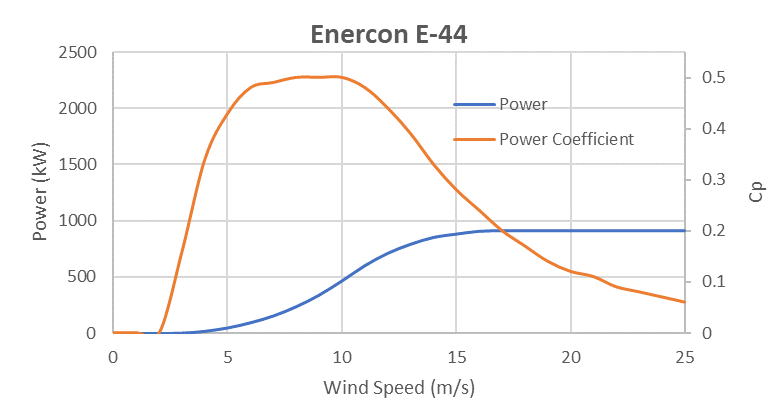 Enercon E-44
2500
2000
1500
1000
500
0
Power (kW)
0.5
0.4
0.3
0.2
0.1
0
Cp
Power
Power Coefficient
0 5 10 15 20 25
Wind Speed (m/s)